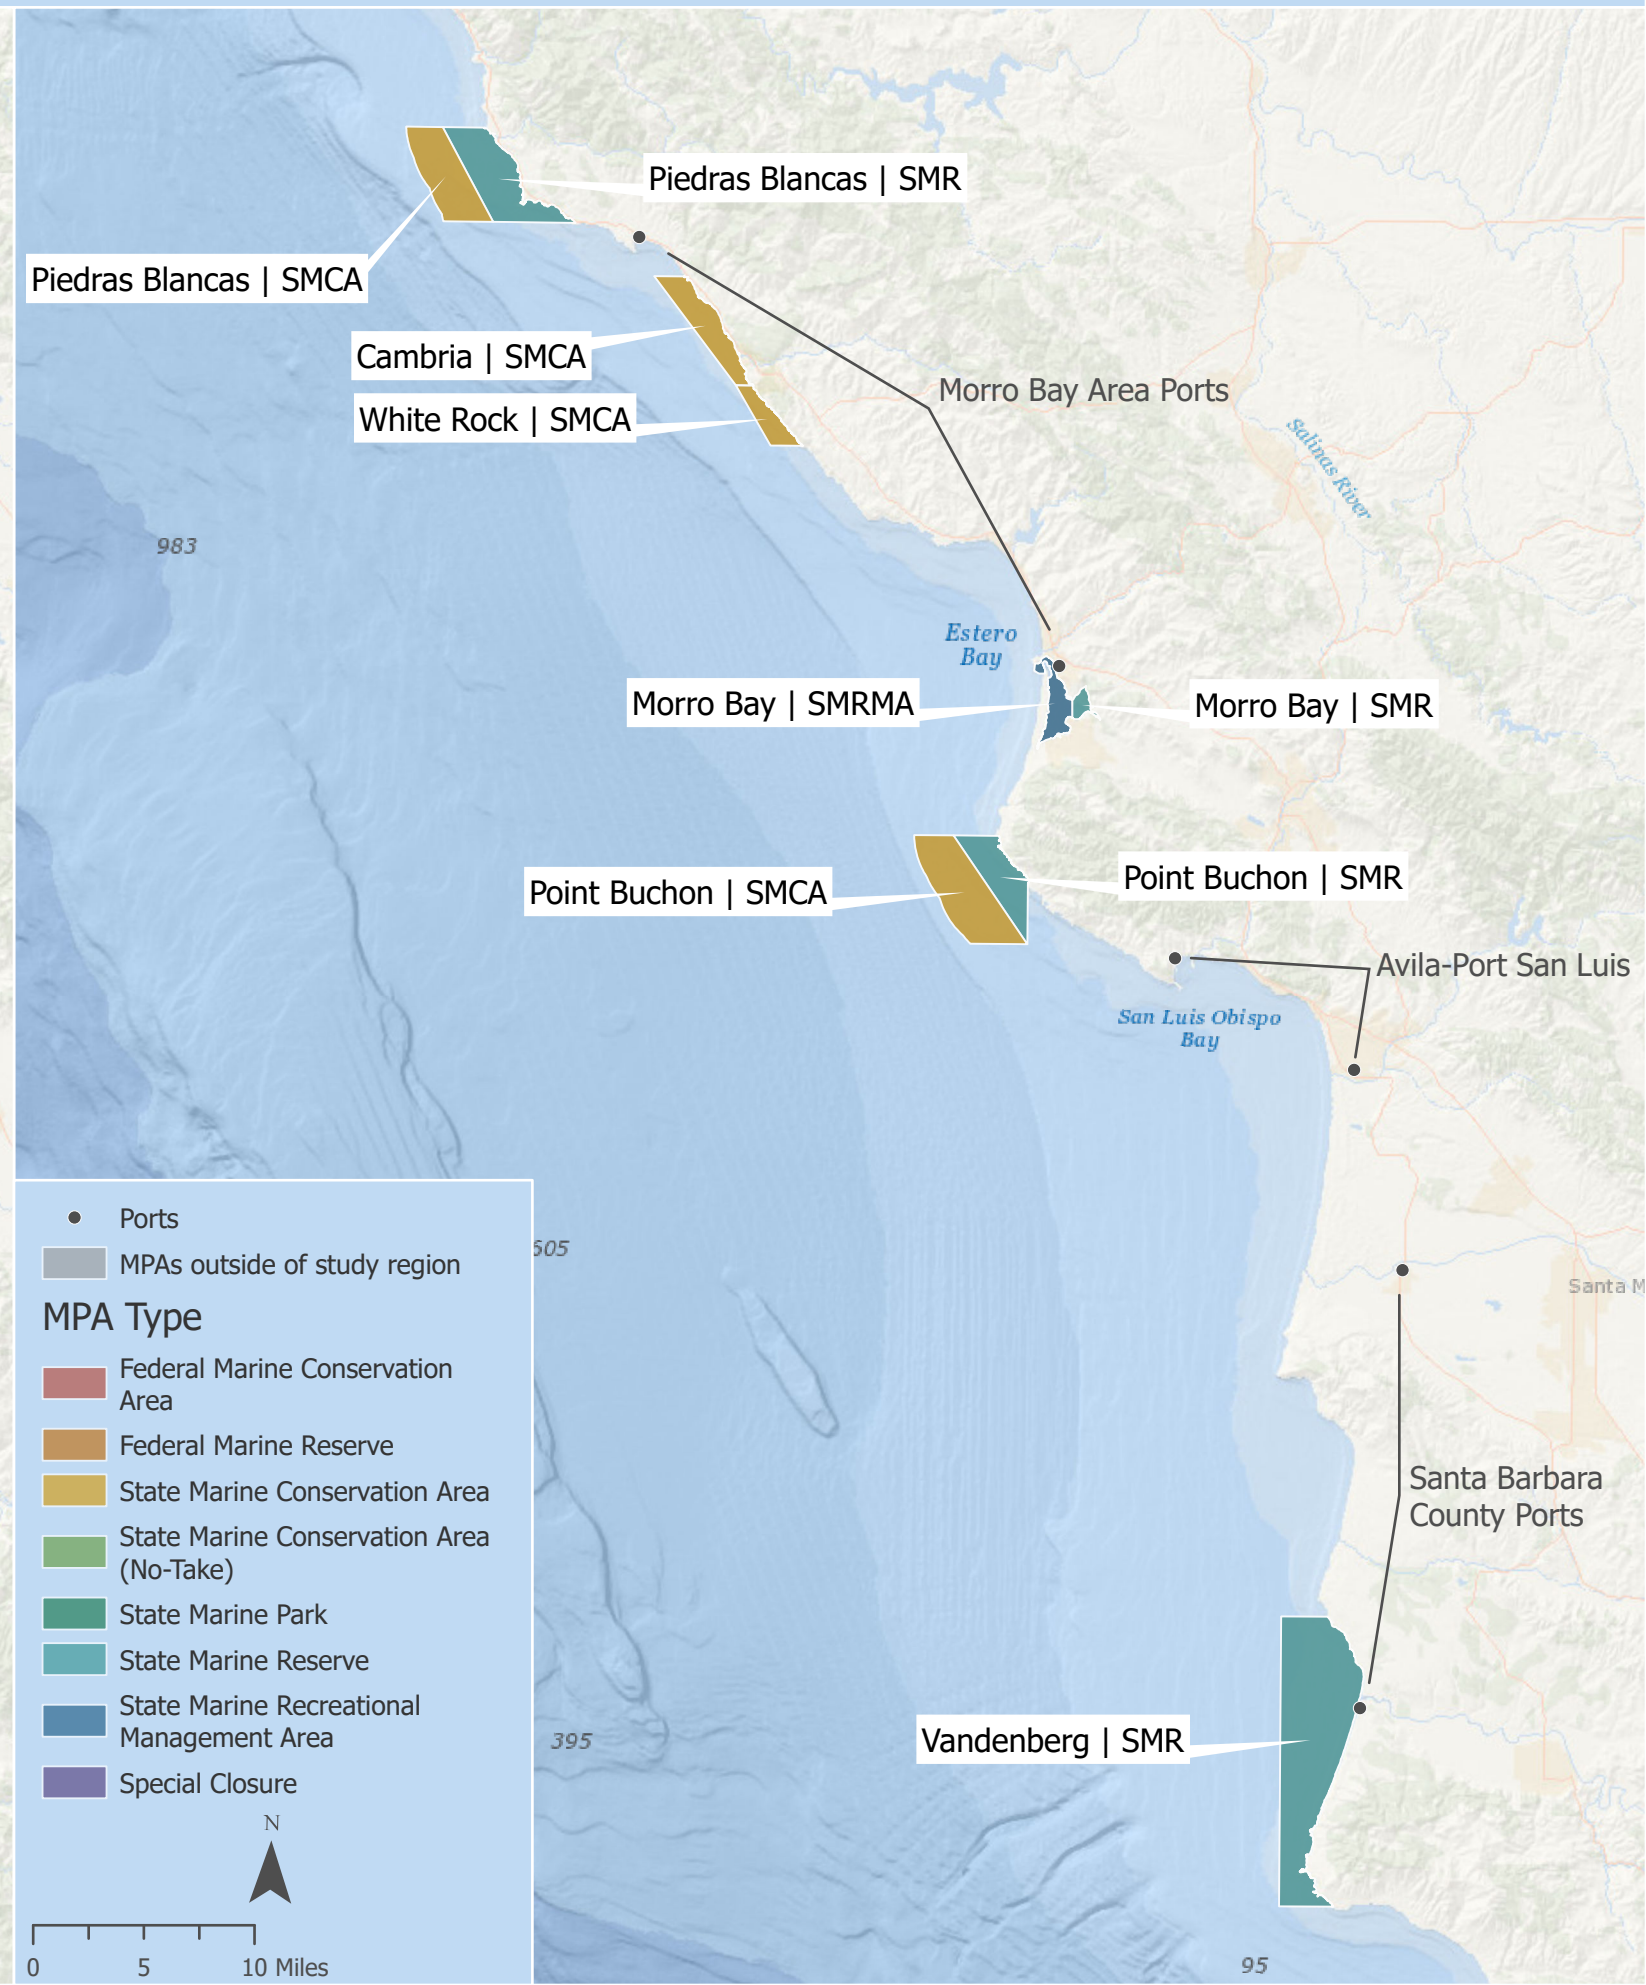 Piedras Blancas | SMR
Piedras Blancas | SMCA
Cambria | SMCA
Morro Bay Area Ports
White Rock | SMCA
Salinas River
983
Estero
Bay
Morro Bay | SMRMA
Morro Bay | SMR
Point Buchon | SMR
Point Buchon | SMCA
Avila-Port San Luis
San Luis Obispo
Bay
605
Santa M
Santa Barbara
County Ports
Vandenberg | SMR
395
95
Ports
MPAs outside of study region
MPA Type
Federal Marine Conservation
Area
Federal Marine Reserve
State Marine Conservation Area
State Marine Conservation Area
(No-Take)
State Marine Park
State Marine Reserve
State Marine Recreational
Management Area
Special Closure
N
0 5 10 Miles